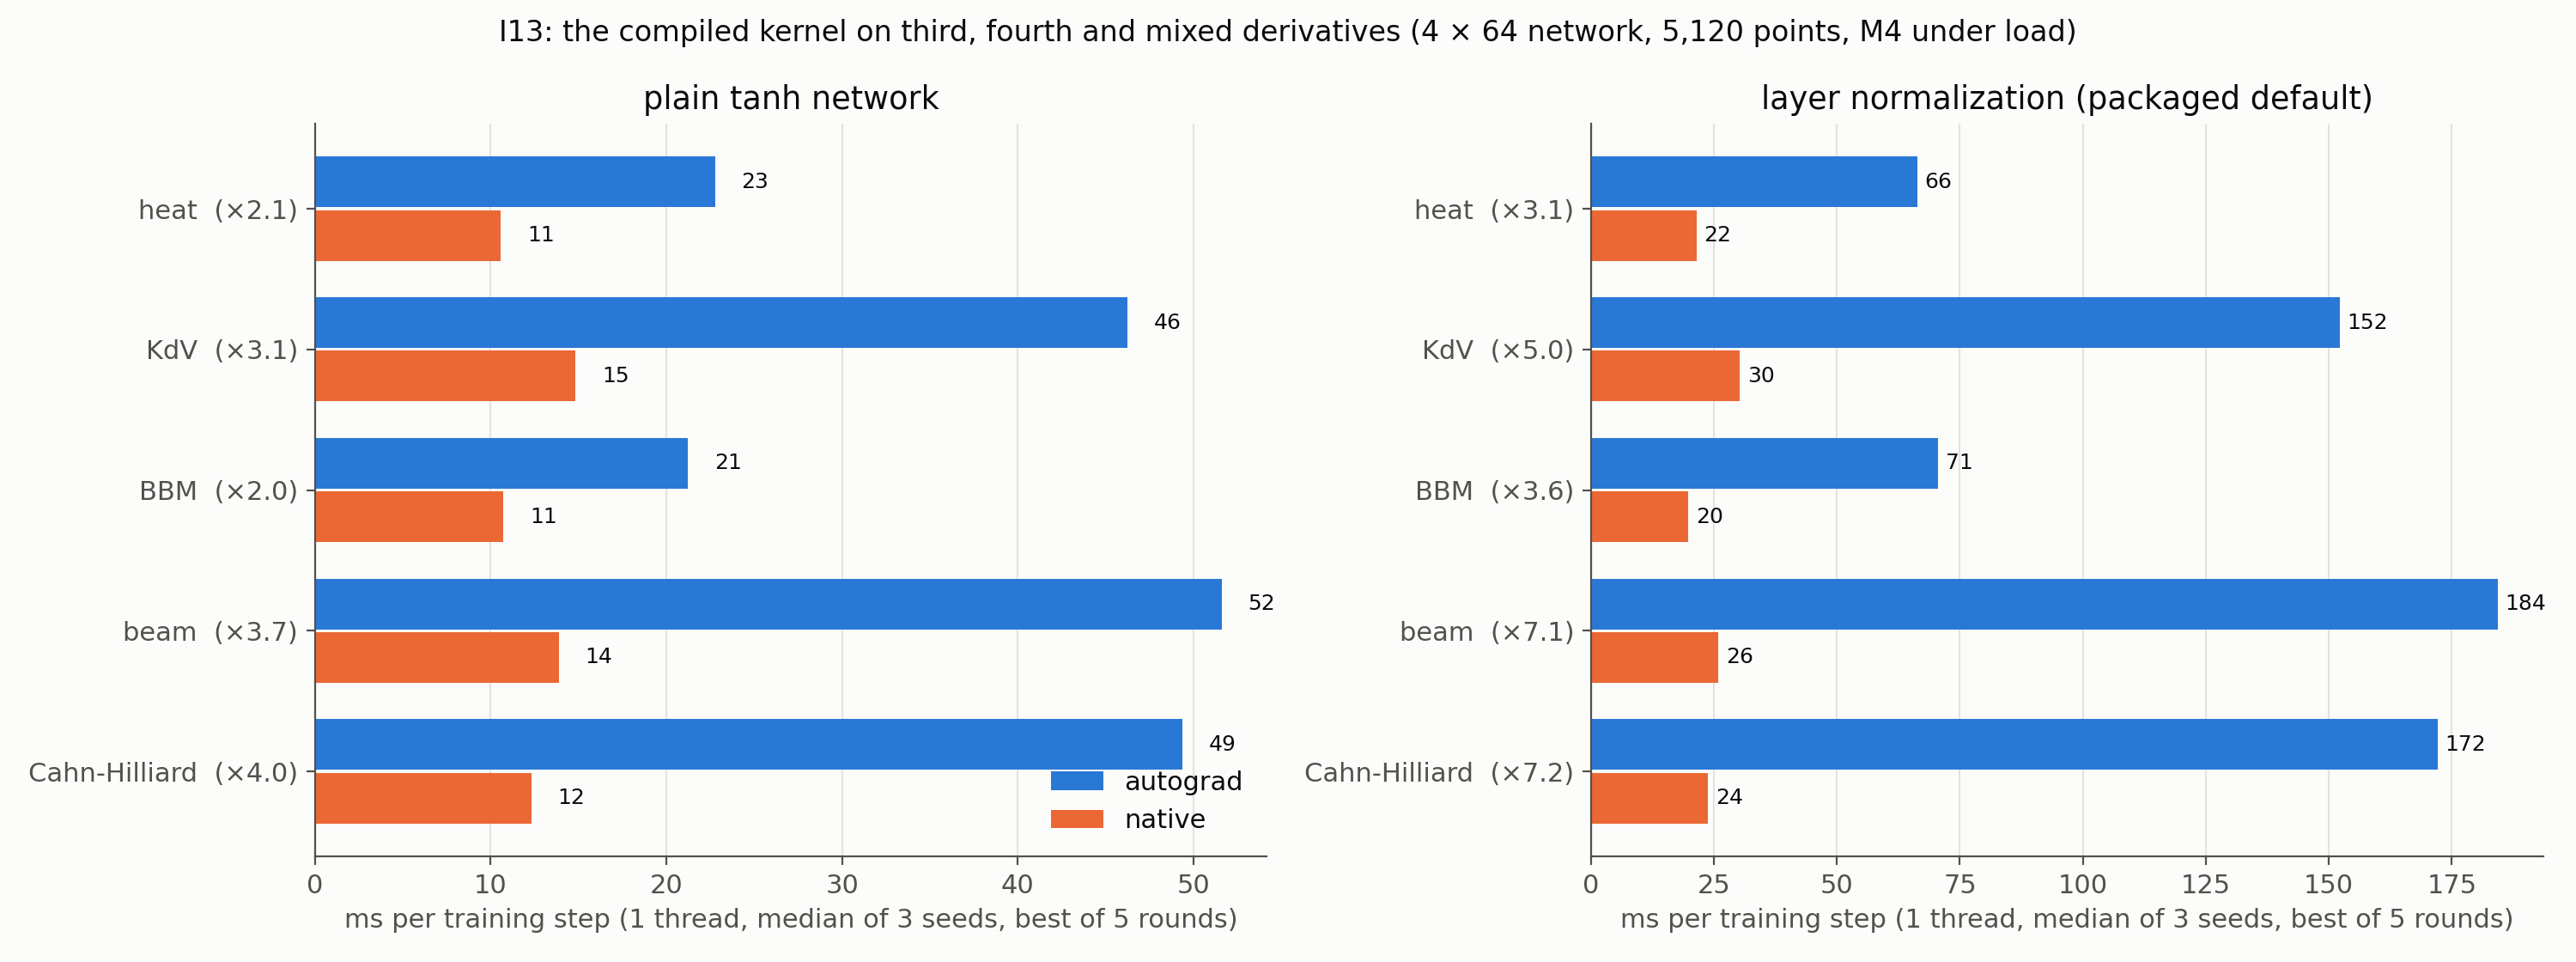 I13: the compiled kernel on third, fourth and mixed derivatives (4 × 64 network, 5,120 points, M4 under load)
plain tanh network
heat (×2.1)
23
11
KdV (×3.1)
46
15
BBM (×2.0)
21
11
beam (×3.7)
52
14
Cahn-Hilliard (×4.0)
49
12
autograd
native
0 10 20 30 40 50
ms per training step (1 thread, median of 3 seeds, best of 5 rounds)
layer normalization (packaged default)
heat (×3.1)
66
22
KdV (×5.0)
152
30
BBM (×3.6)
71
20
beam (×7.1)
184
26
Cahn-Hilliard (×7.2)
172
24
0 25 50 75 100 125 150 175
ms per training step (1 thread, median of 3 seeds, best of 5 rounds)